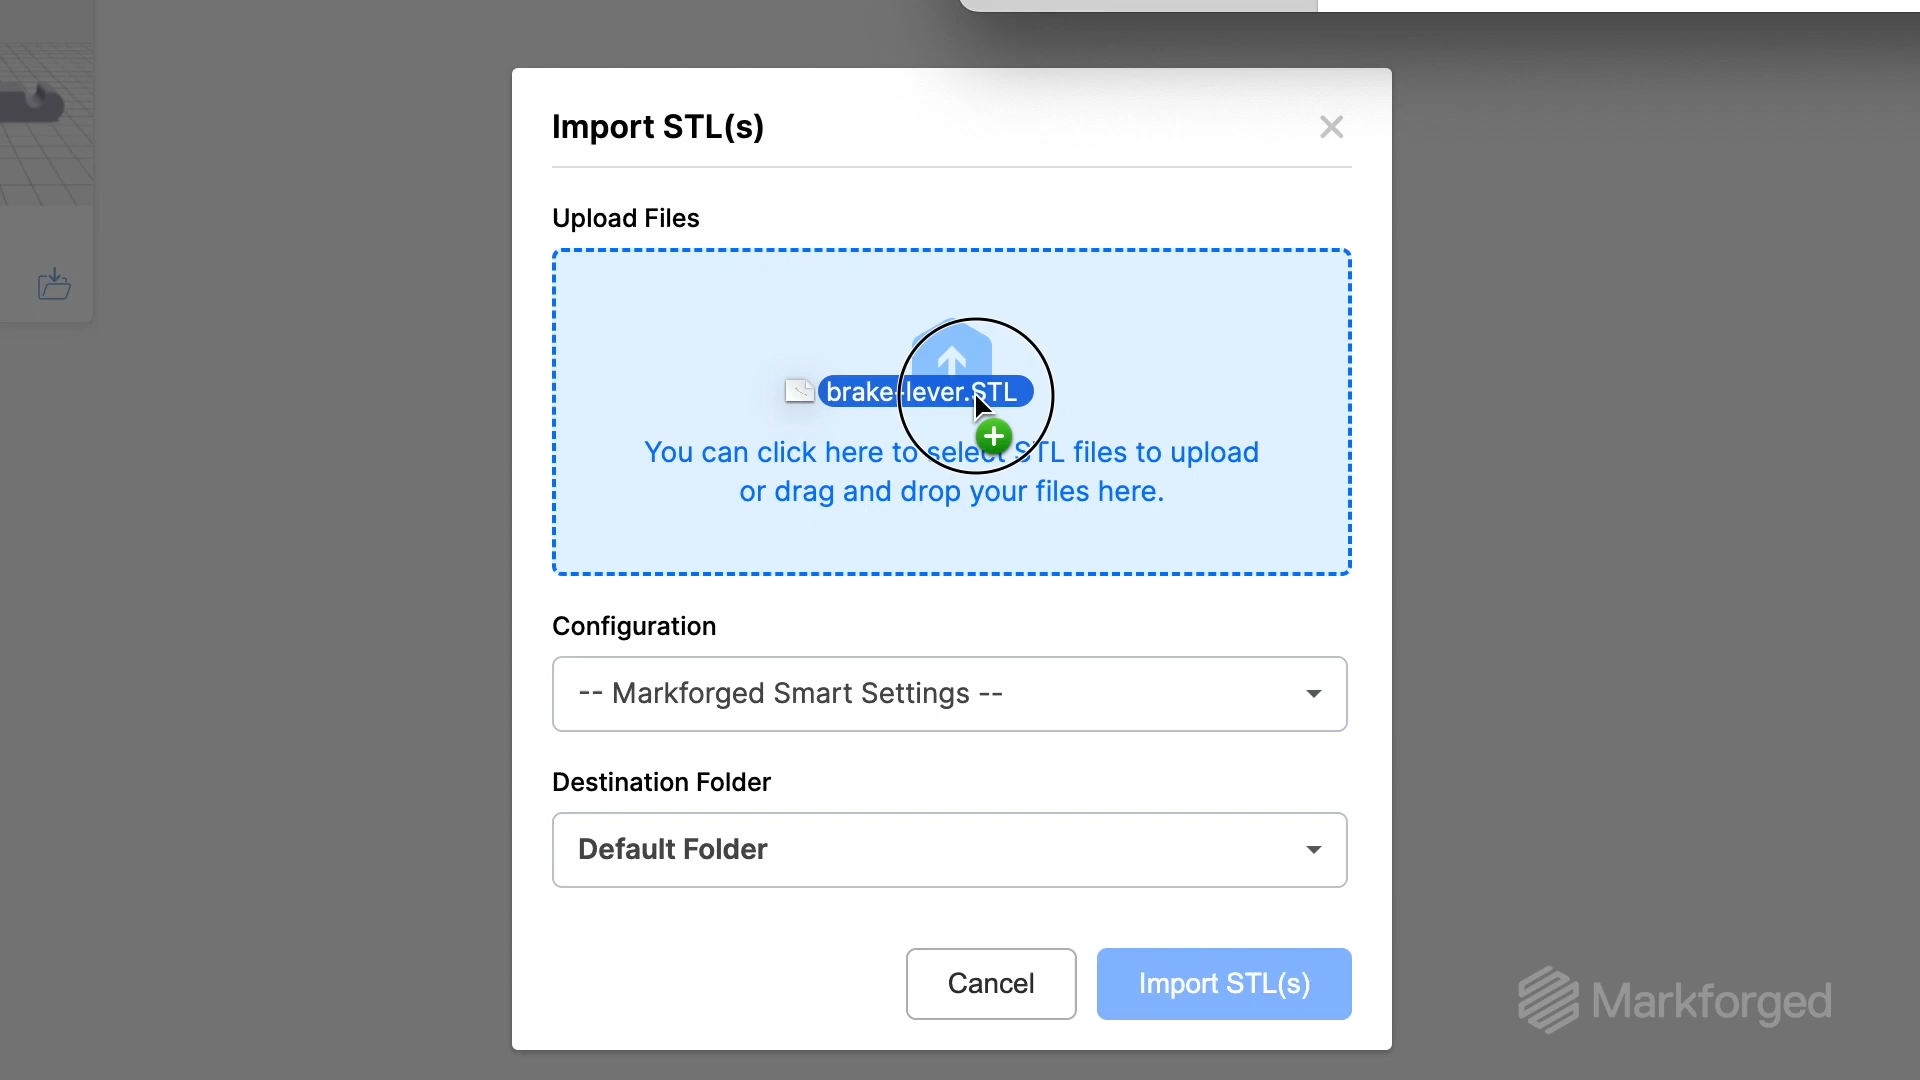 Import STL(s)
Upload Files
brake-lever.STL
You can click here to select STL files to upload
or drag and drop your files here.
Configuration
-- Markforged Smart Settings --
Destination Folder
Default Folder
Cancel
Import STL(s)
Markforged